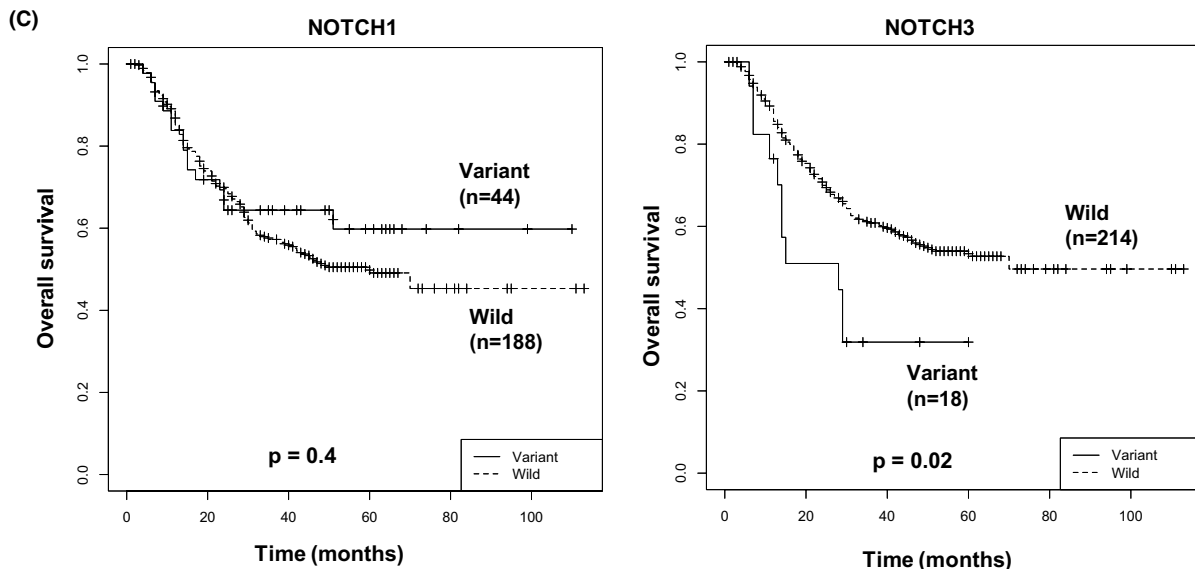 (C)
NOTCH1
Overall survival
1.0
0.8
0.6
0.4
0.2
0.0
Variant
(n=44)
Wild
(n=188)
p = 0.4
Variant
Wild
0 20 40 60 80 100
Time (months)
NOTCH3
Overall survival
1.0
0.8
0.6
0.4
0.2
0.0
Wild
(n=214)
Variant
(n=18)
p = 0.02
Variant
Wild
0 20 40 60 80 100
Time (months)